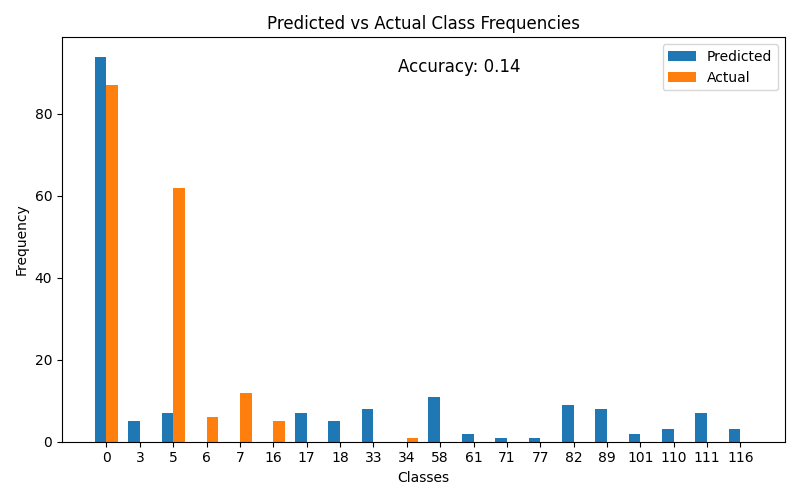 Predicted vs Actual Class Frequencies
Accuracy: 0.14
Predicted
Actual
80
60
40
20
0
Frequency
0 3 5 6 7 16 17 18 33 34 58 61 71 77 82 89 101 110 111 116
Classes